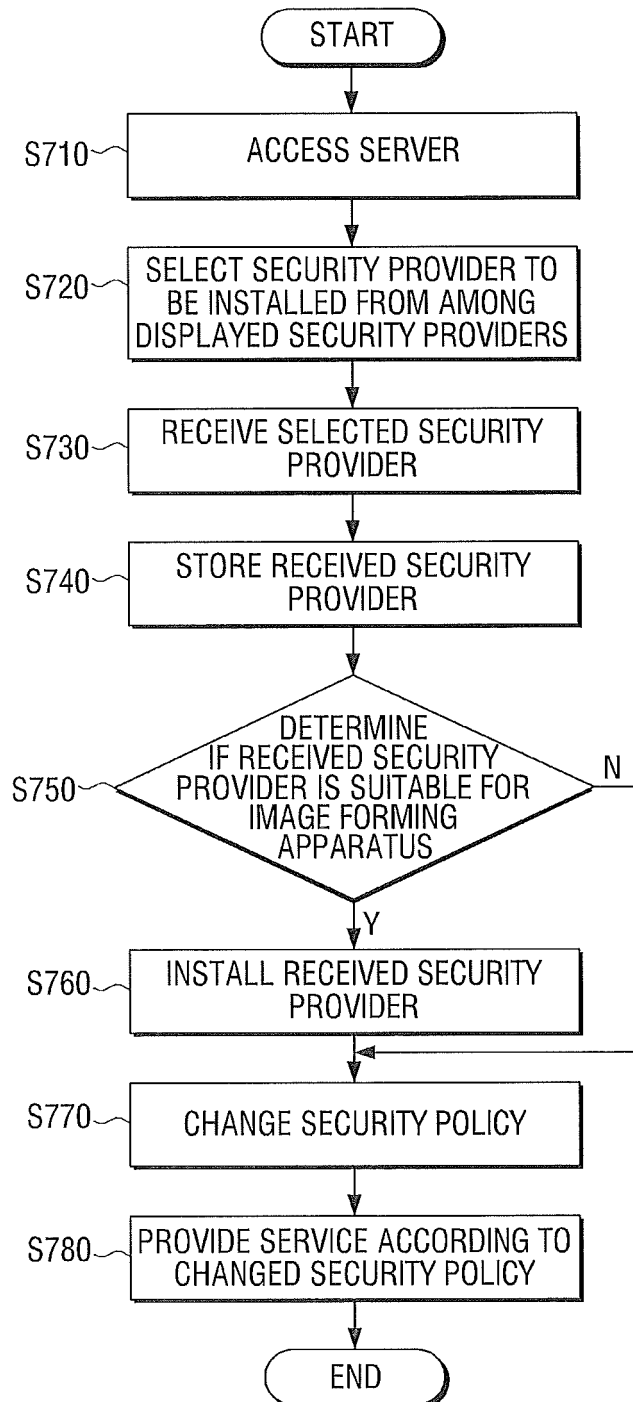 START
S710
ACCESS SERVER
S720
SELECT SECURITY PROVIDER TO
BE INSTALLED FROM AMONG
DISPLAYED SECURITY PROVIDERS
S730
RECEIVE SELECTED SECURITY
PROVIDER
S740
STORE RECEIVED SECURITY
PROVIDER
S750
DETERMINE
IF RECEIVED SECURITY
PROVIDER IS SUITABLE FOR
IMAGE FORMING
APPARATUS
N
Y
S760
INSTALL RECEIVED SECURITY
PROVIDER
S770
CHANGE SECURITY POLICY
S780
PROVIDE SERVICE ACCORDING TO
CHANGED SECURITY POLICY
END